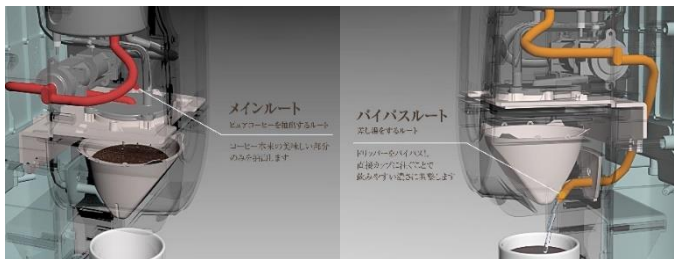 メインルート
ピュアコーヒーを抽出するルート
コーヒー本来の美味しい部分
のみを抽出します
バイパスルート
差し湯をするルート
ドリッパーをバイパスし、
直接カップに注ぐことで
飲みやすい濃さに調整します